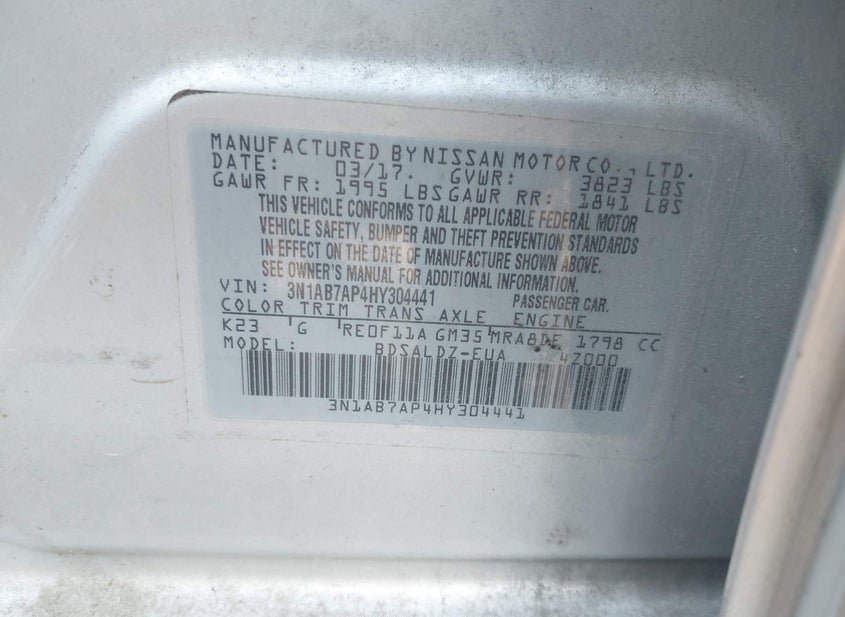 MANUFACTURED BY NISSAN MOTOR CO., LTD.
DATE: 03/17. GVWR: 3823 LBS
GAWR FR: 1995 LBS GAWR RR: 1841 LBS
THIS VEHICLE CONFORMS TO ALL APPLICABLE FEDERAL MOTOR
VEHICLE SAFETY, BUMPER AND THEFT PREVENTION STANDARDS
IN EFFECT ON THE DATE OF MANUFACTURE SHOWN ABOVE.
SEE OWNER'S MANUAL FOR ADDITIONAL INFORMATION.
VIN: 3N1AB7AP4HY304441 PASSENGER CAR.
COLOR TRIM TRANS AXLE ENGINE
K23 G RE0F11A GM35 MRA8DE 1798 CC
MODEL: BDSALDZ-EUA
3N1AB7AP4HY304441